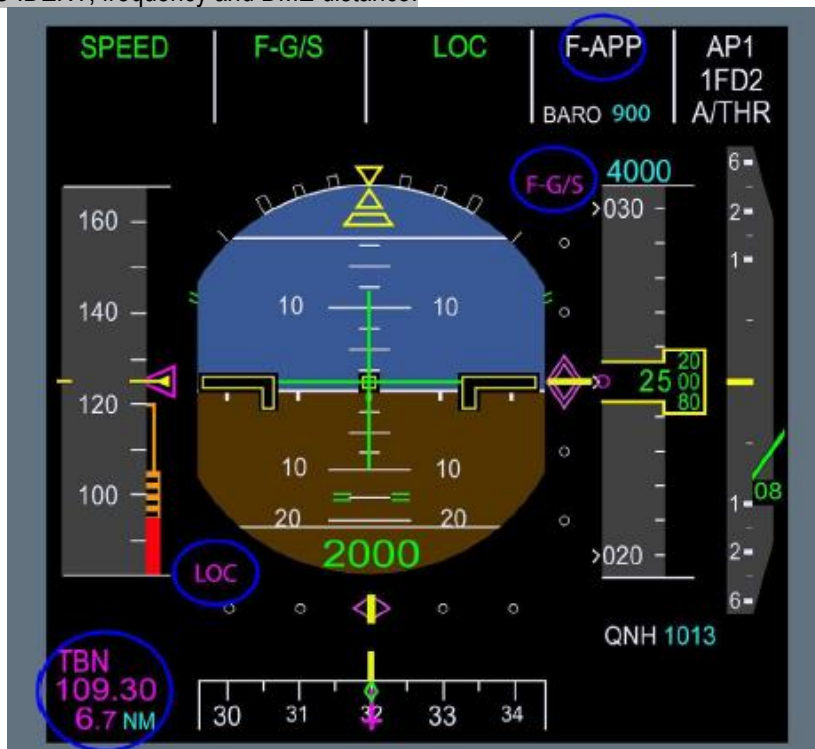 IDENT, frequency and DME distance.
SPEED F-G/S LOC F-APP AP1
1FD2
BARO 900 A/THR
F-G/S 4000
030
160
140
120
100
10 10
10 10
20 20
2000
20
25 00
80
020
6
2
1
1
2
6
08
LOC
QNH 1013
TBN
109.30
6.7 NM
30 31 32 33 34